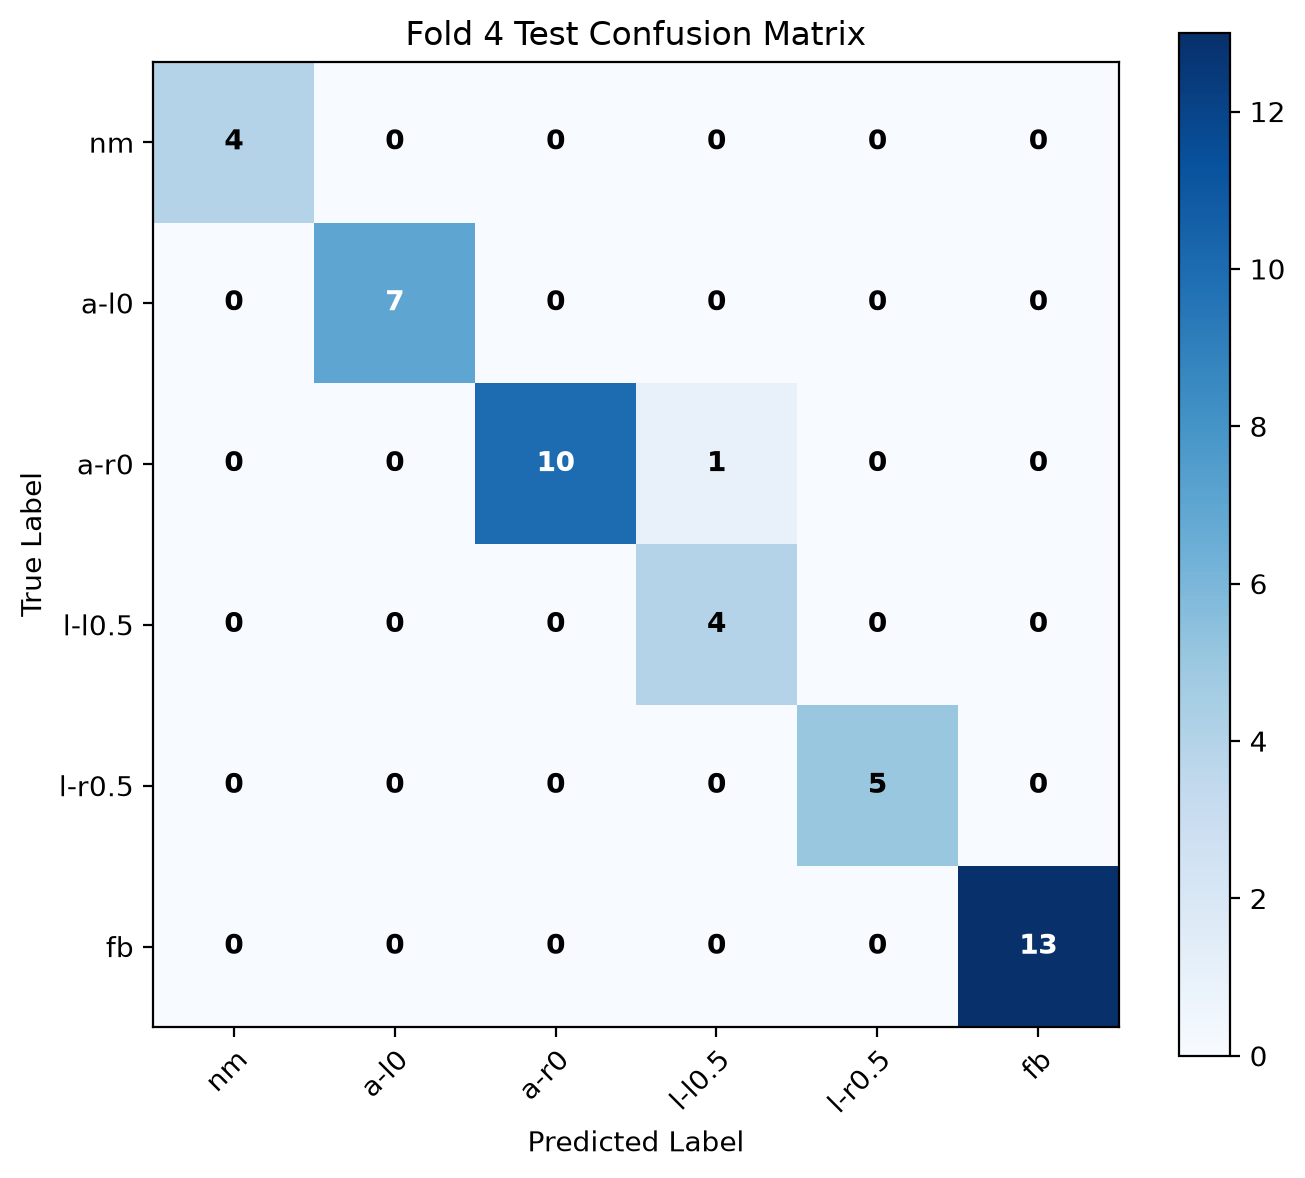 Fold 4 Test Confusion Matrix
nm 4 0 0 0 0 0
a-l0 0 7 0 0 0 0
a-r0 0 0 10 1 0 0
l-l0.5 0 0 0 4 0 0
l-r0.5 0 0 0 0 5 0
fb 0 0 0 0 0 13
nm a-l0 a-r0 l-l0.5 l-r0.5 fb
Predicted Label
True Label
12
10
8
6
4
2
0